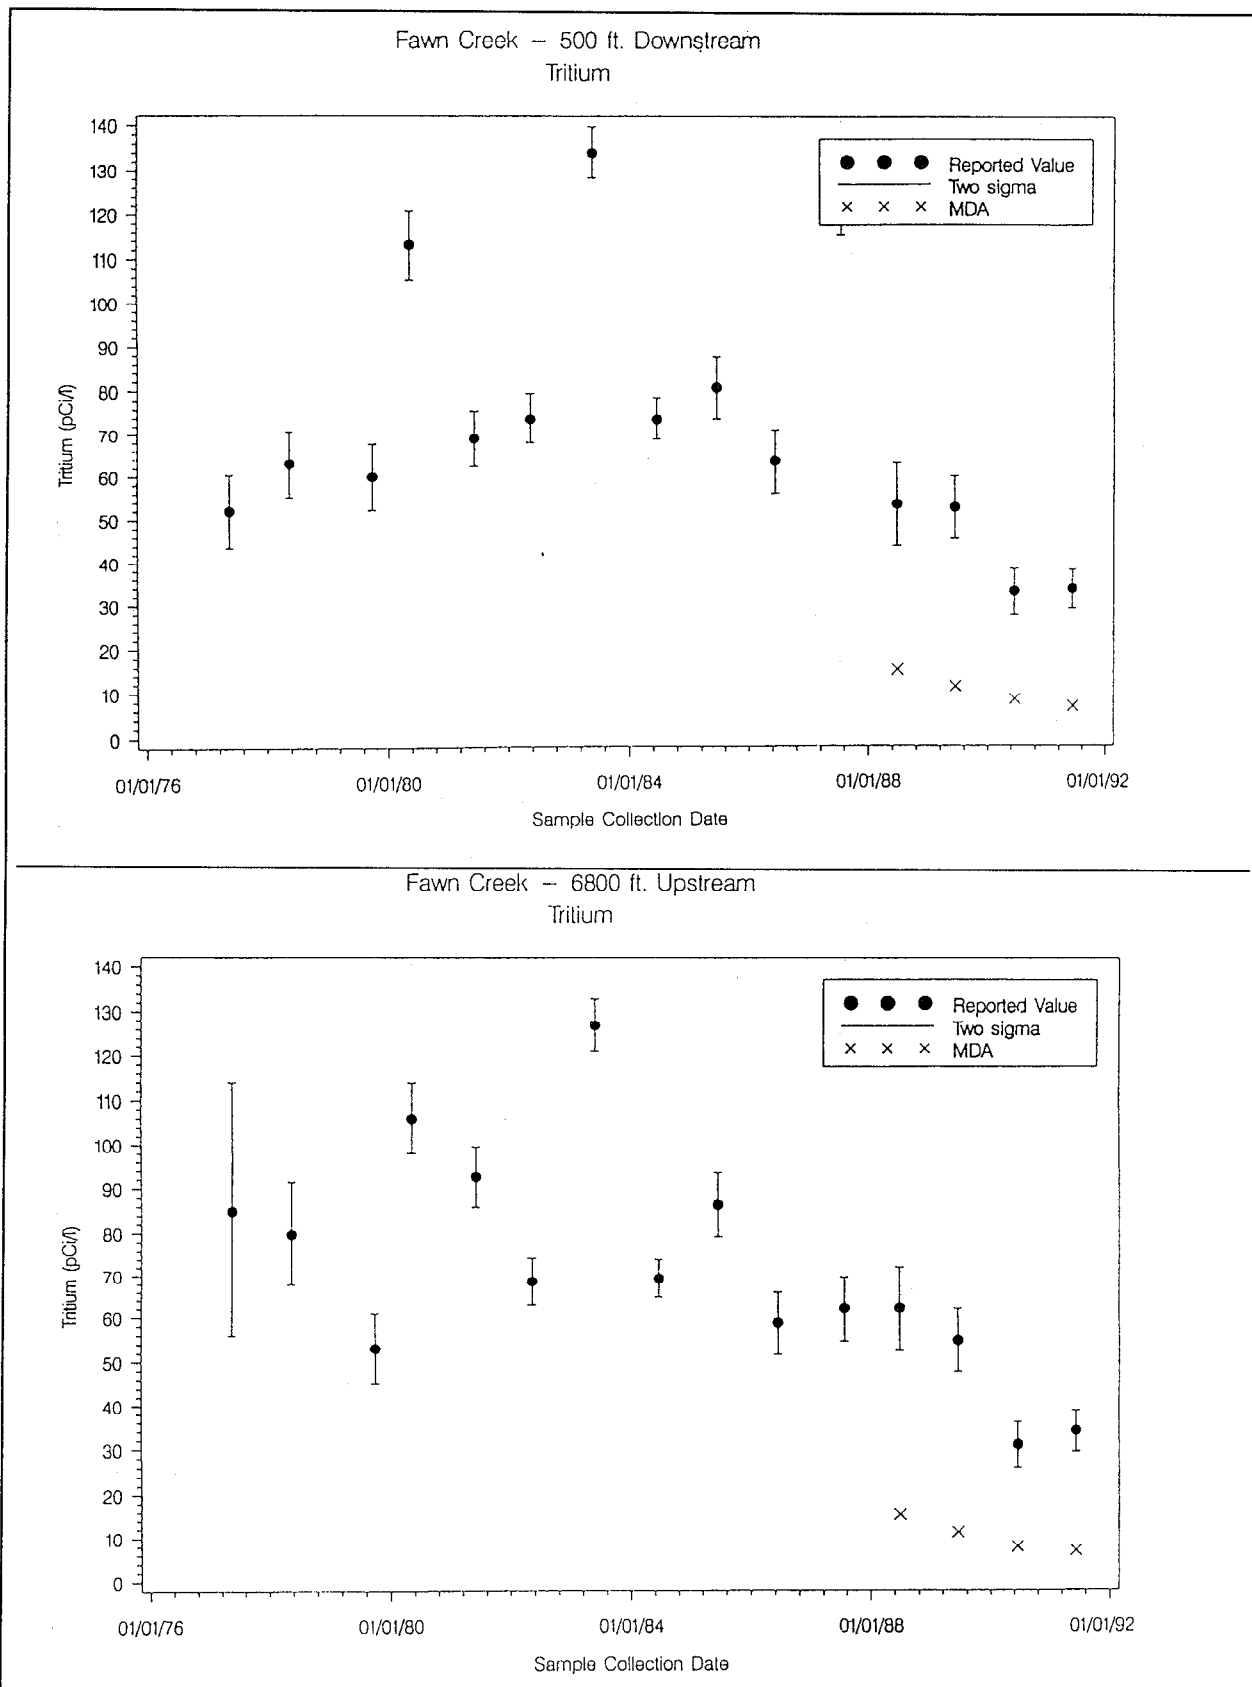 Fawn Creek – 500 ft. Downstream
Tritium
140
130
120
110
100
90
80
70
60
50
40
30
20
10
0
Tritium (pCi/l)
Reported Value
Two sigma
MDA
01/01/76 01/01/80 01/01/84 01/01/88 01/01/92
Sample Collection Date
Fawn Creek – 6800 ft. Upstream
Tritium
140
130
120
110
100
90
80
70
60
50
40
30
20
10
0
Tritium (pCi/l)
Reported Value
Two sigma
MDA
01/01/76 01/01/80 01/01/84 01/01/88 01/01/92
Sample Collection Date